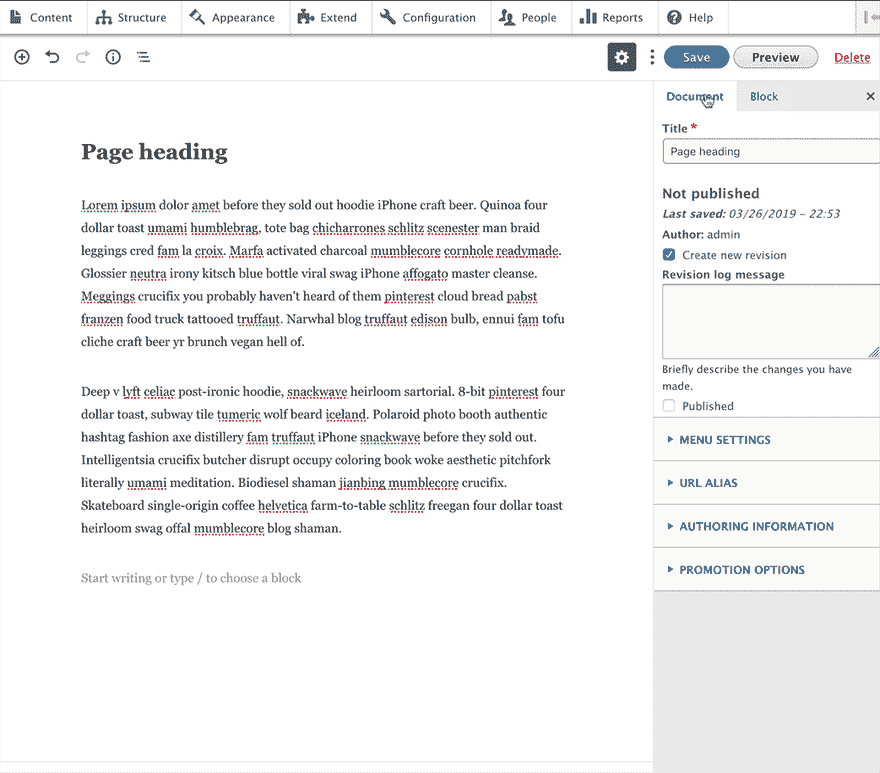 Content Structure Appearance Extend Configuration People Reports Help
Save Preview Delete
Document Block
Page heading
Lorem ipsum dolor amet before they sold out hoodie iPhone craft beer. Quinoa four
dollar toast umami humblebrag, tote bag chicharrones schlitz scenester man braid
leggings cred fam la croix. Marfa activated charcoal mumblecore cornhole readymade.
Glossier neutra irony kitsch blue bottle viral swag iPhone affogato master cleanse.
Meggings crucifix you probably haven't heard of them pinterest cloud bread pabst
franzen food truck tattooed truffaut. Narwhal blog truffaut edison bulb, ennui fam tofu
cliche craft beer yr brunch vegan hell of.
Deep v lyft celiac post-ironic hoodie, snackwave heirloom sartorial. 8-bit pinterest four
dollar toast, subway tile tumeric wolf beard iceland. Polaroid photo booth authentic
hashtag fashion axe distillery fam truffaut iPhone snackwave before they sold out.
Intelligentsia crucifix butcher disrupt occupy coloring book woke aesthetic pitchfork
literally umami meditation. Biodiesel shaman jianbing mumblecore crucifix.
Skateboard single-origin coffee helvetica farm-to-table schlitz freegan four dollar toast
heirloom swag offal mumblecore blog shaman.
Start writing or type / to choose a block
Title *
Page heading
Not published
Last saved: 03/26/2019 - 22:53
Author: admin
Create new revision
Revision log message
Briefly describe the changes you have
made.
Published
MENU SETTINGS
URL ALIAS
AUTHORING INFORMATION
PROMOTION OPTIONS